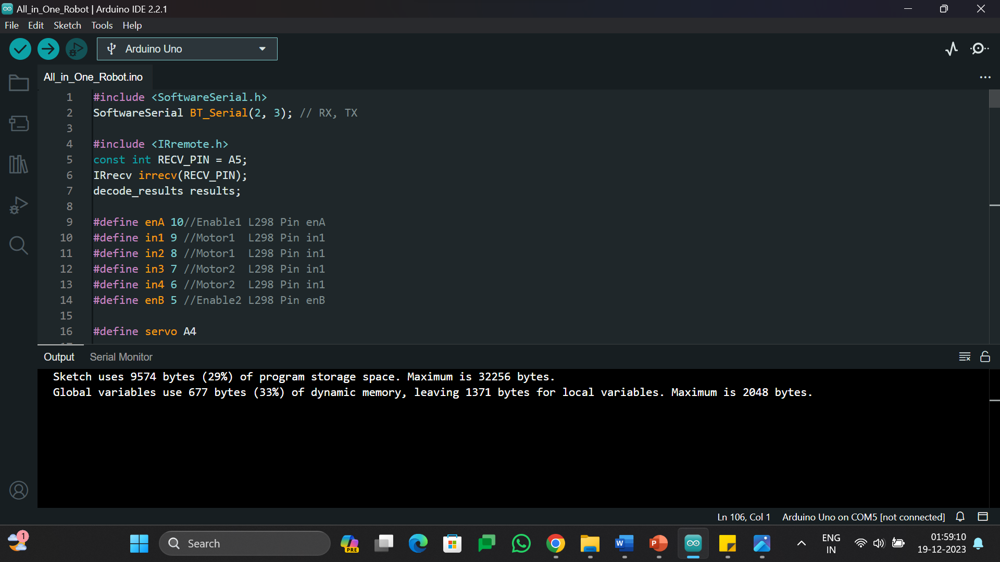 All_in_One_Robot | Arduino IDE 2.2.1
File Edit Sketch Tools Help
Arduino Uno
All_in_One_Robot.ino
1 #include <SoftwareSerial.h>
2 SoftwareSerial BT_Serial(2, 3); // RX, TX
3
4 #include <IRremote.h>
5 const int RECV_PIN = A5;
6 IRrecv irrecv(RECV_PIN);
7 decode_results results;
8
9 #define enA 10//Enable1 L298 Pin enA
10 #define in1 9 //Motor1  L298 Pin in1
11 #define in2 8 //Motor1  L298 Pin in1
12 #define in3 7 //Motor2  L298 Pin in1
13 #define in4 6 //Motor2  L298 Pin in1
14 #define enB 5 //Enable2 L298 Pin enB
15
16 #define servo A4
Output Serial Monitor
Sketch uses 9574 bytes (29%) of program storage space. Maximum is 32256 bytes.
Global variables use 677 bytes (33%) of dynamic memory, leaving 1371 bytes for local variables. Maximum is 2048 bytes.
Ln 106, Col 1 Arduino Uno on COM5 [not connected]
1
Search
PRE
W
P
ENG
IN
01:59:10
19-12-2023